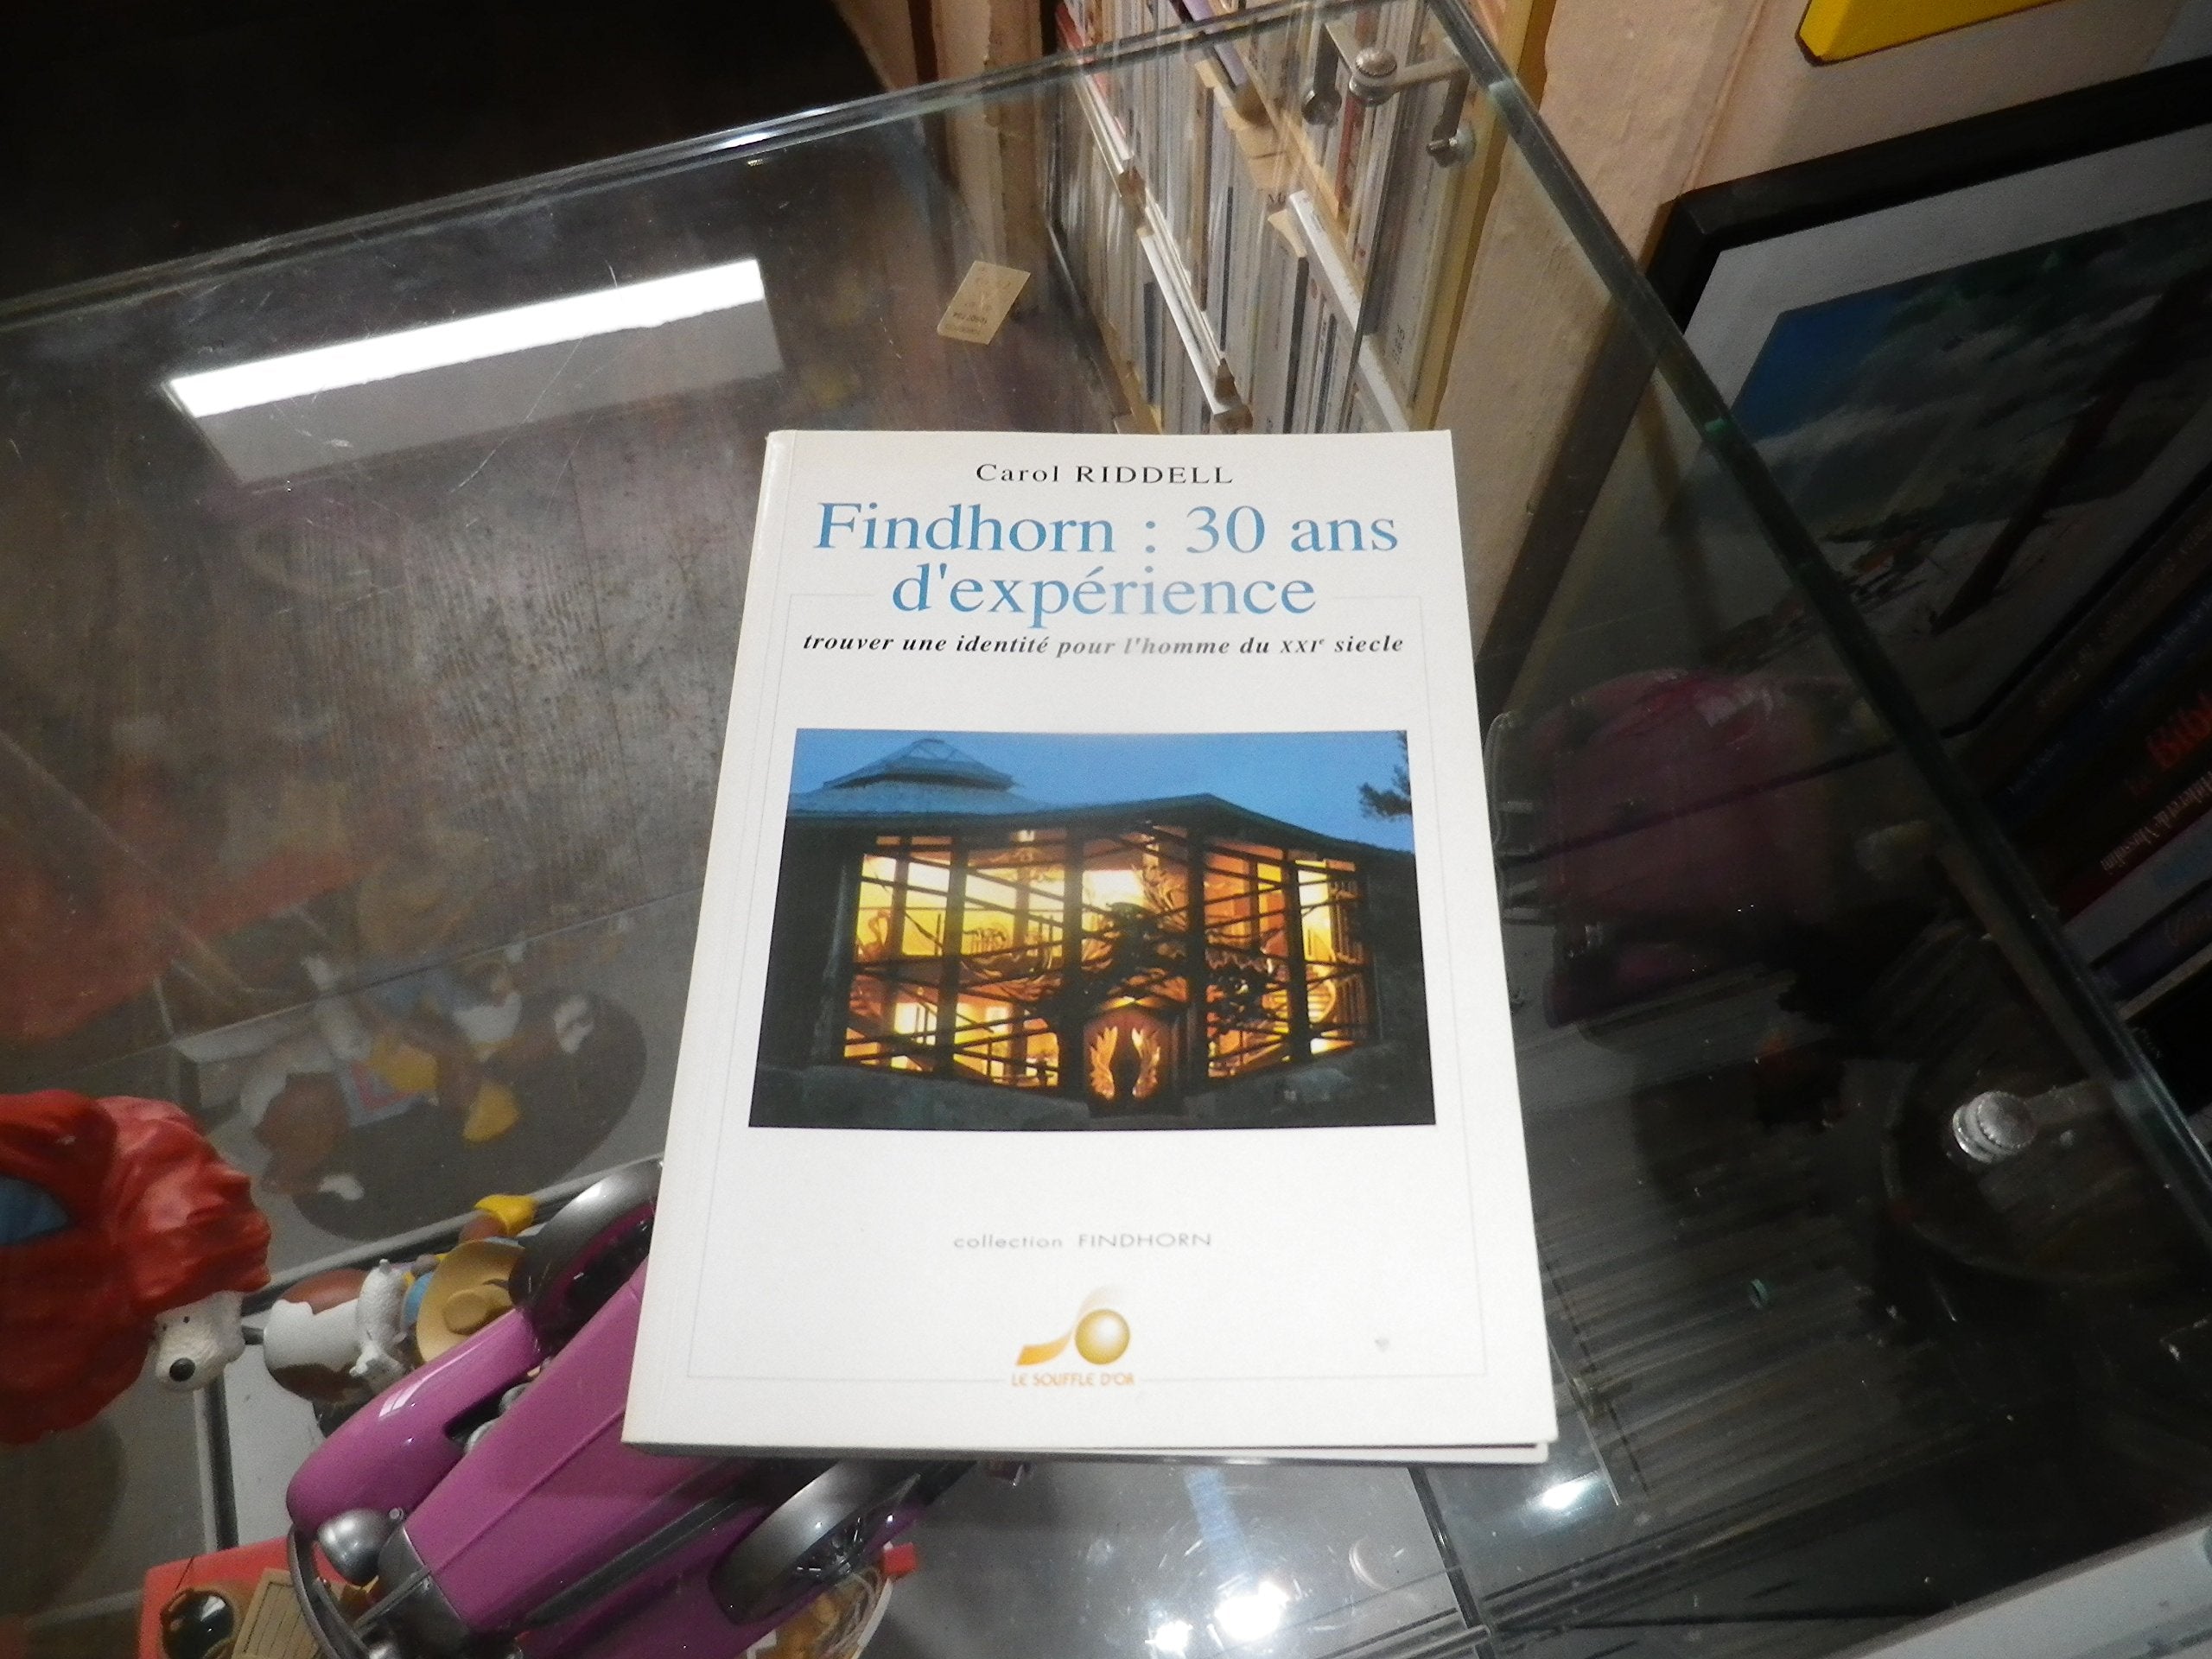 Carol RIDDELL
Findhorn : 30 ans
d'expérience
trouver une identité pour l'homme du XXIe siecle
collection FINDHORN
LE SOUFFLE D'OR